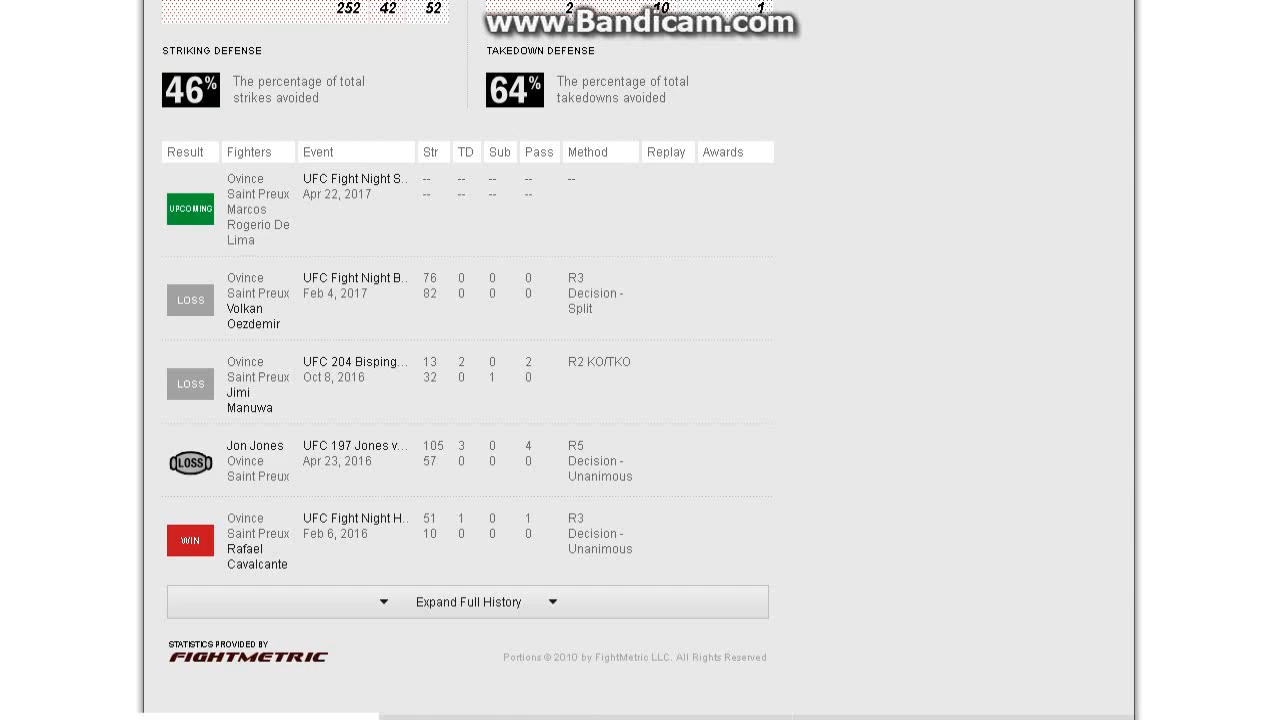 252 42 52 2 10 1
www.Bandicam.com
STRIKING DEFENSE TAKEDOWN DEFENSE
46% The percentage of total strikes avoided
64% The percentage of total takedowns avoided
Result Fighters Event Str TD Sub Pass Method Replay Awards
Ovince UFC Fight Night S.. -- -- -- -- --
Saint Preux Apr 22, 2017 -- -- -- --
UPCOMING Marcos
Rogerio De
Lima
Ovince UFC Fight Night B.. 76 0 0 0 R3
Saint Preux Feb 4, 2017 82 0 0 0 Decision -
LOSS Volkan Split
Oezdemir
Ovince UFC 204 Bisping... 13 2 0 2 R2 KO/TKO
Saint Preux Oct 8, 2016 32 0 1 0
LOSS Jimi
Manuwa
Jon Jones UFC 197 Jones v... 105 3 0 4 R5
LOSS Ovince Apr 23, 2016 57 0 0 0 Decision -
Saint Preux Unanimous
Ovince UFC Fight Night H.. 51 1 0 1 R3
Saint Preux Feb 6, 2016 10 0 0 0 Decision -
WIN Rafael Unanimous
Cavalcante
Expand Full History
STATISTICS PROVIDED BY
FIGHTMETRIC Portions © 2010 by FightMetric LLC. All Rights Reserved